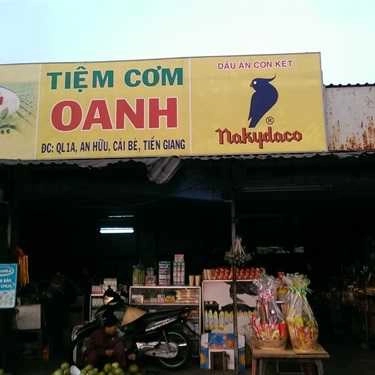 TIỆM CƠM
OANH
ĐC: QL1A, AN HỮU, CÁI BÈ, TIỀN GIANG
DẦU ĂN CON KÉT
®
Nakydaco